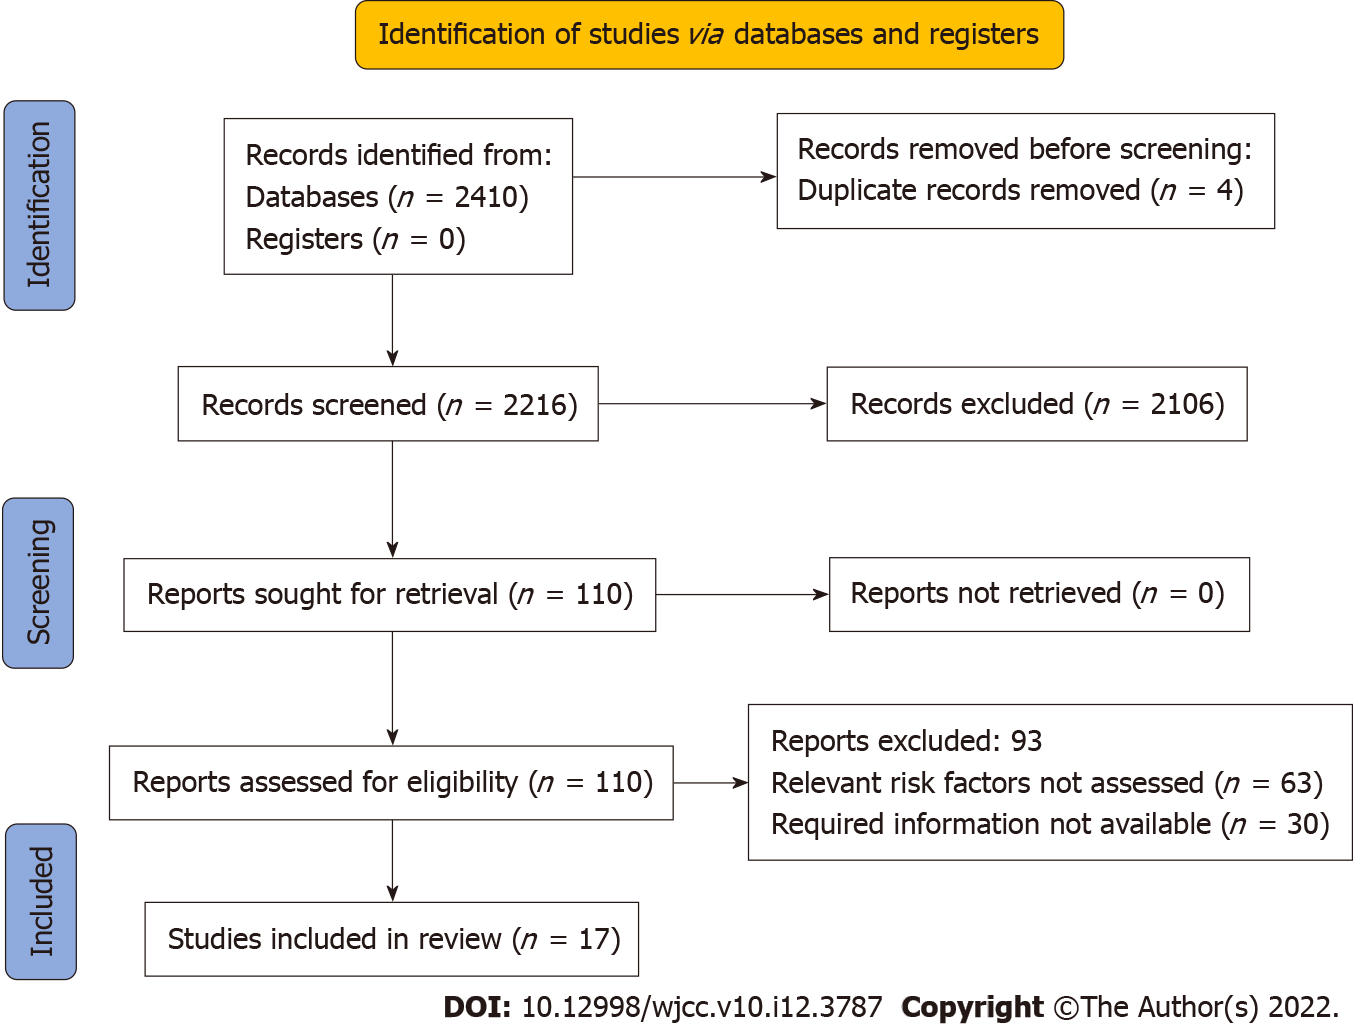 Identification of studies via databases and registers
Identification
Records identified from:
Databases (n = 2410)
Registers (n = 0)
Records removed before screening:
Duplicate records removed (n = 4)
Records screened (n = 2216)
Records excluded (n = 2106)
Screening
Reports sought for retrieval (n = 110)
Reports not retrieved (n = 0)
Reports assessed for eligibility (n = 110)
Reports excluded: 93
Relevant risk factors not assessed (n = 63)
Required information not available (n = 30)
Included
Studies included in review (n = 17)
DOI: 10.12998/wjcc.v10.i12.3787 Copyright ©The Author(s) 2022.